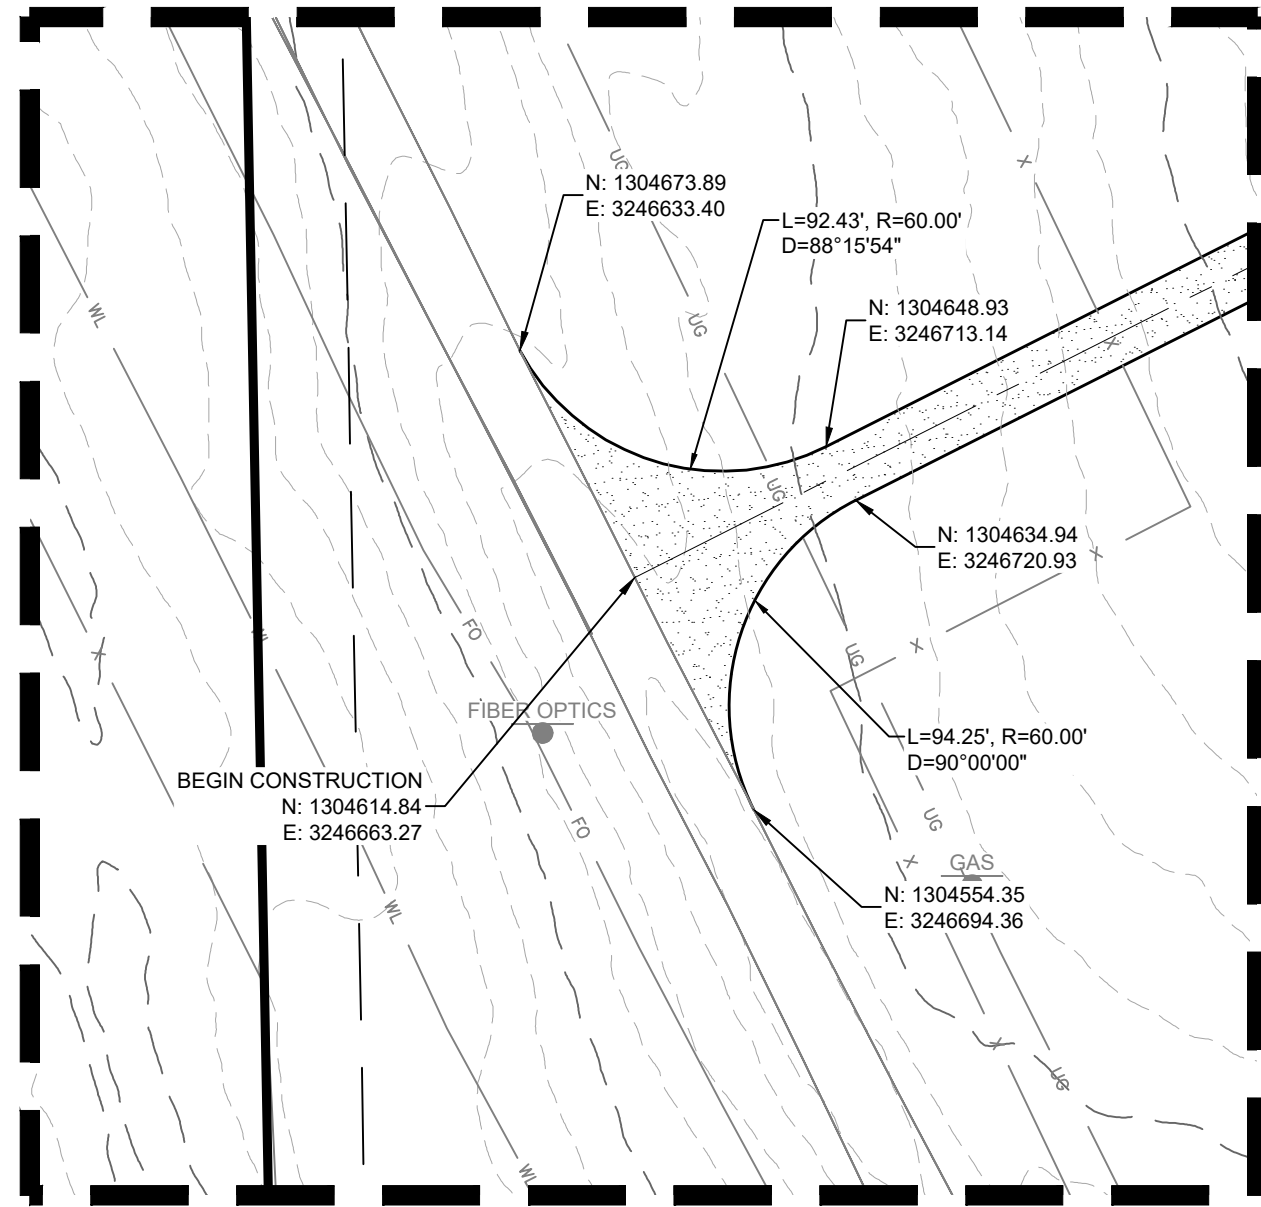 UG
X
N: 1304673.89
E: 3246633.40
L=92.43', R=60.00'
D=88°15'54"
WL
UG
N: 1304648.93
E: 3246713.14
X
UG
N: 1304634.94
E: 3246720.93
X
FO
WL
X
X
UG
FIBER OPTICS
L=94.25', R=60.00'
D=90°00'00"
BEGIN CONSTRUCTION
N: 1304614.84
E: 3246663.27
FO
UG
X
GAS
N: 1304554.35
E: 3246694.36
WL
X
UG
WL